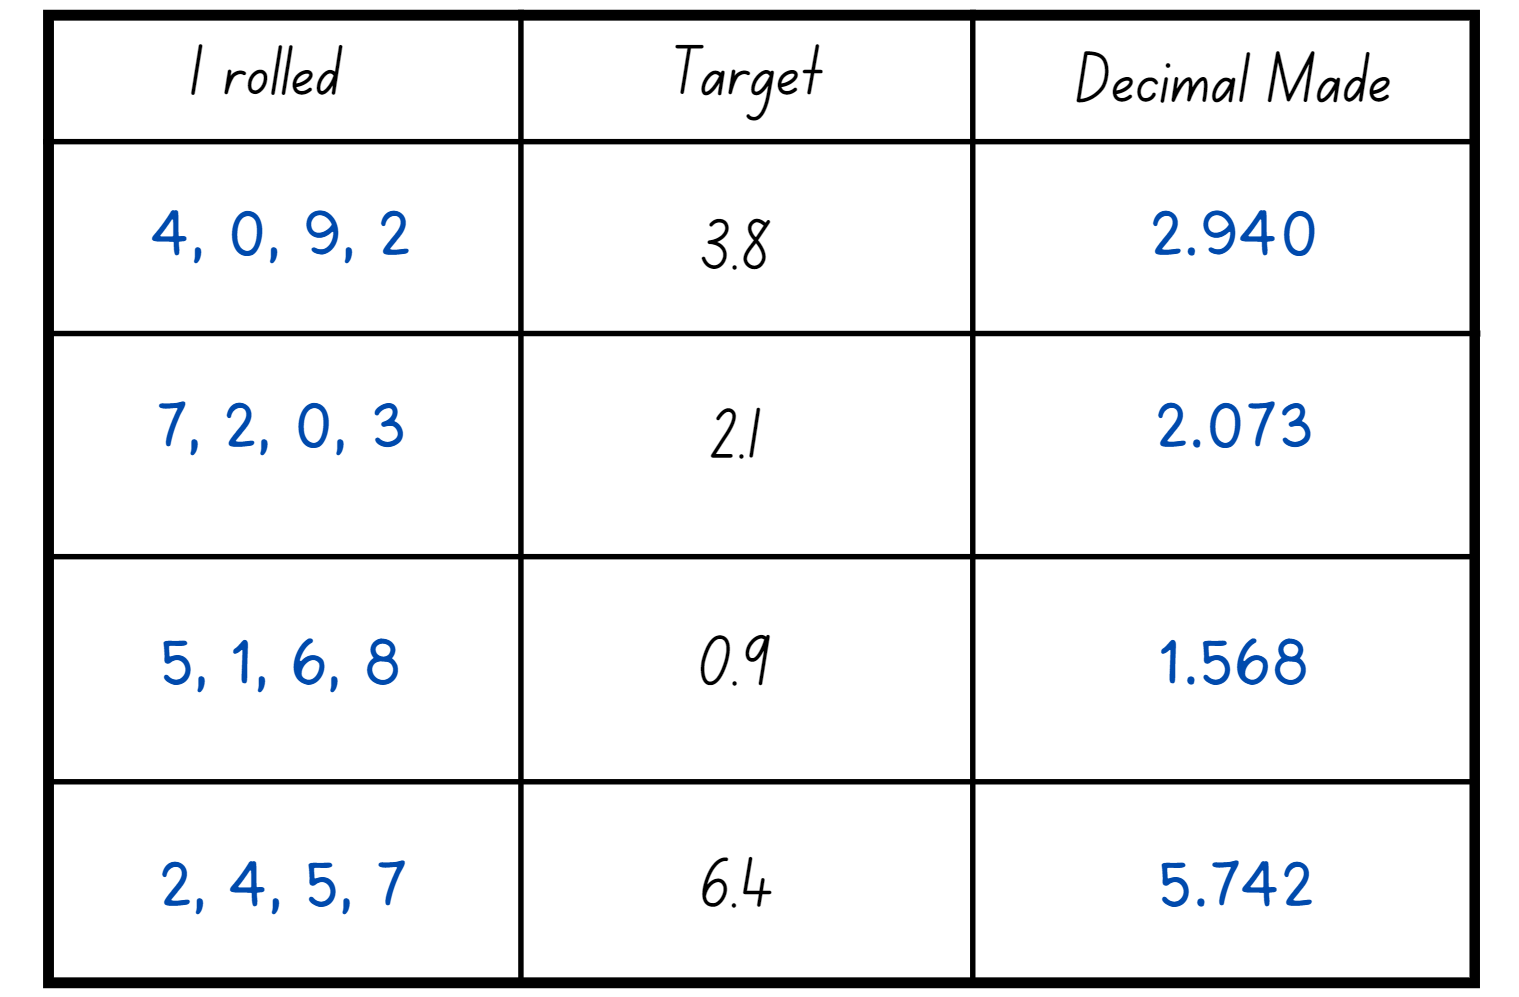 I rolled Target Decimal Made
4, 0, 9, 2 3.8 2.940
7, 2, 0, 3 2.1 2.073
5, 1, 6, 8 0.9 1.568
2, 4, 5, 7 6.4 5.742